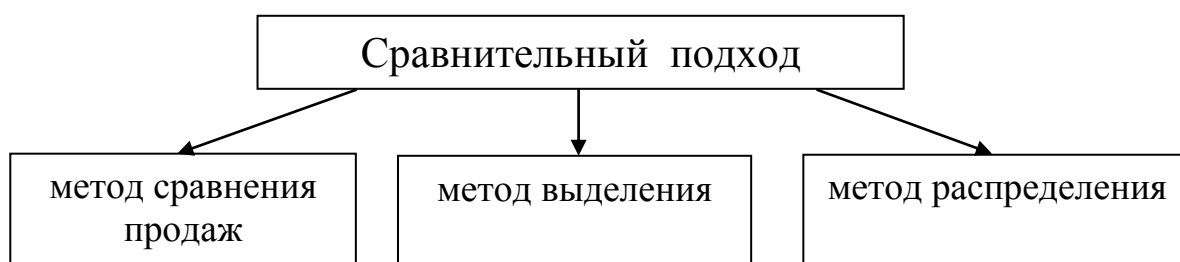 Сравнительный подход
метод сравнения
продаж
метод выделения
метод распределения